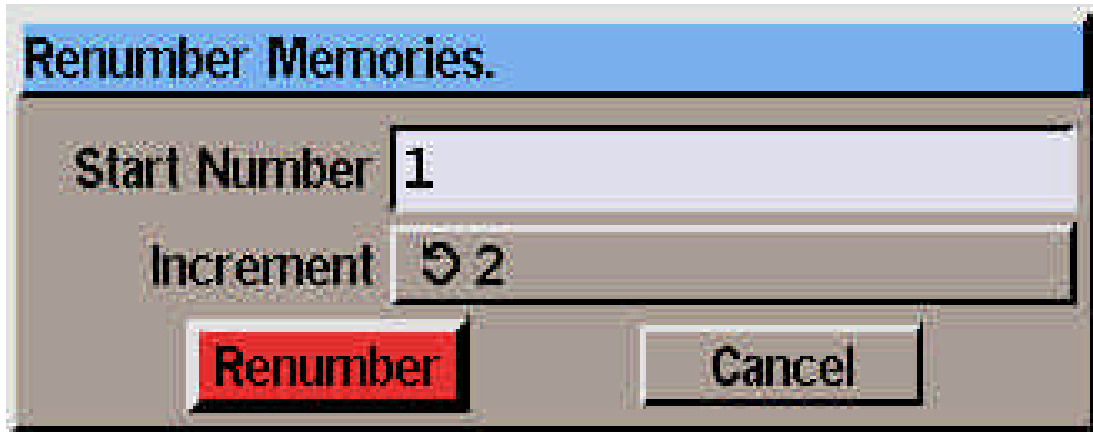 Renumber Memories.
Start Number 1
Increment 2
Renumber Cancel